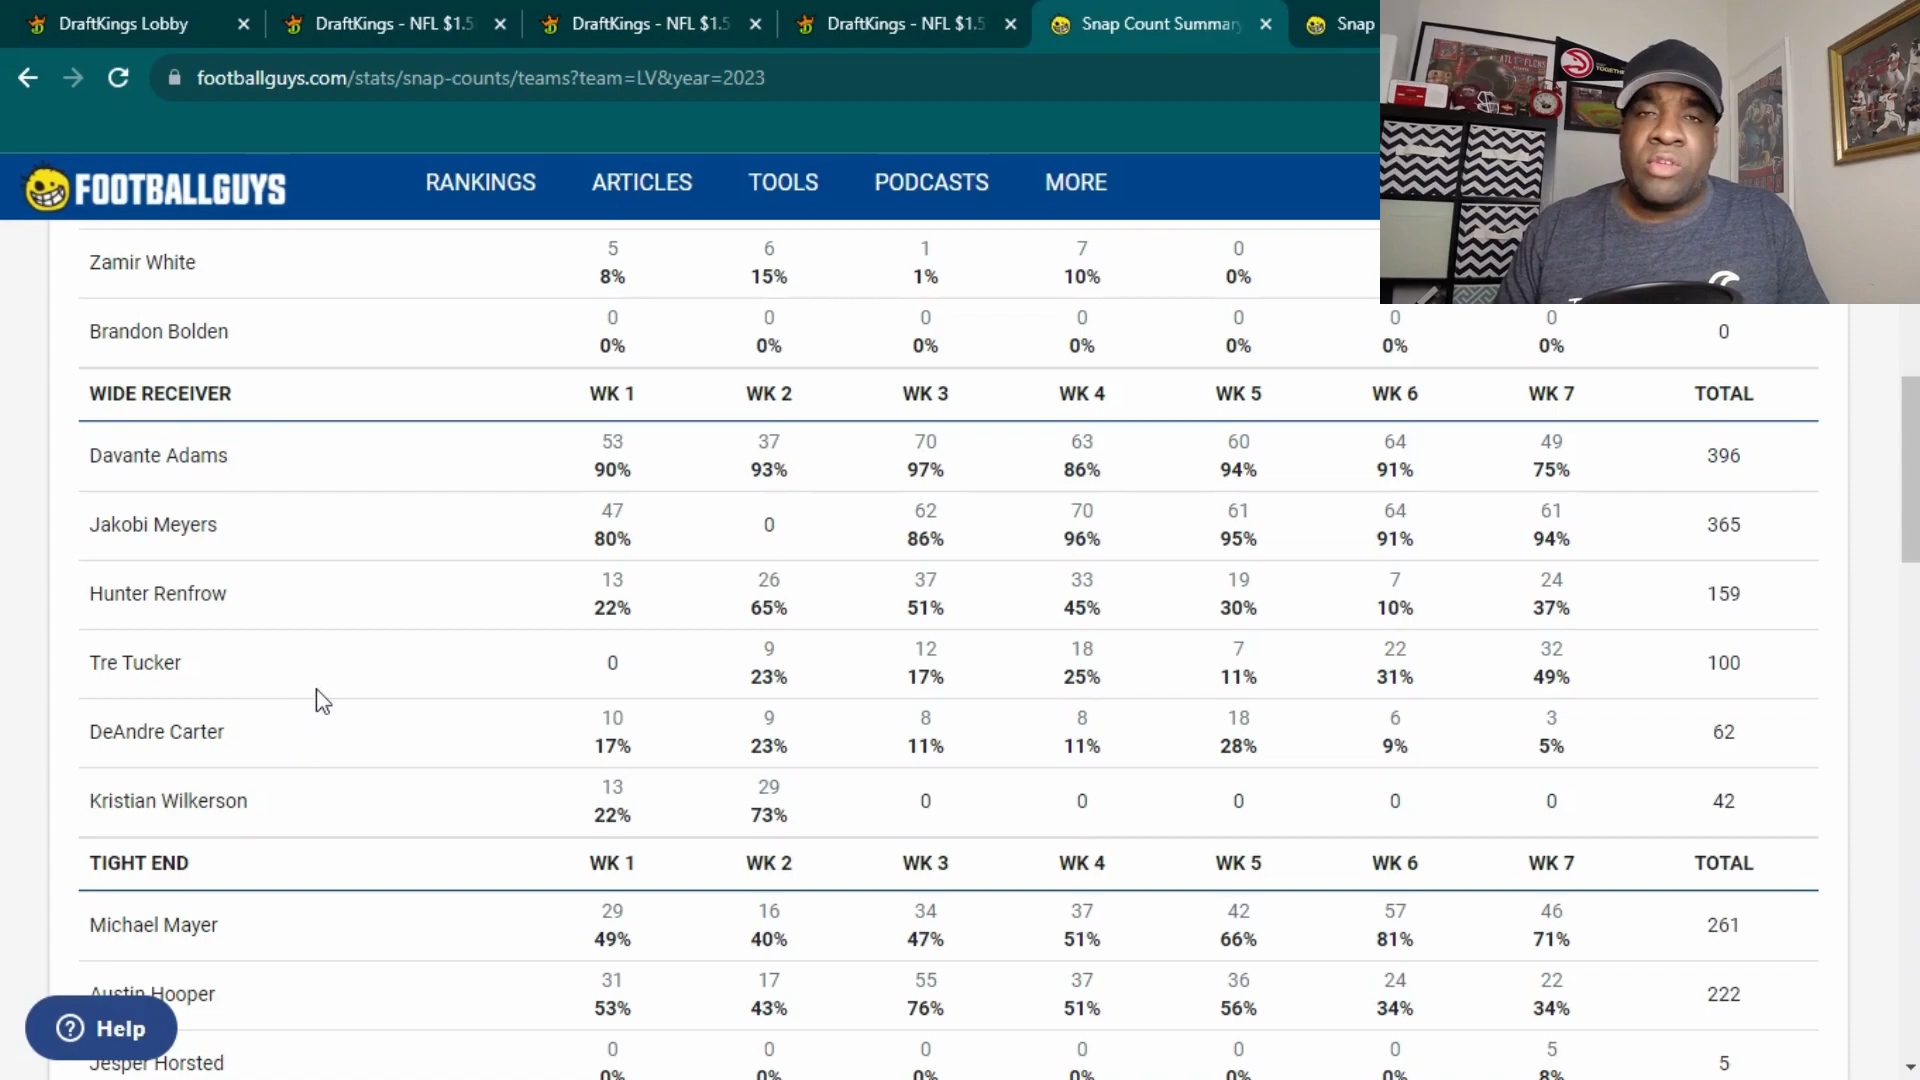 DraftKings Lobby
DraftKings - NFL $1.5
DraftKings - NFL $1.5
DraftKings - NFL $1.5
Snap Count Summary
Snap
footballguys.com/stats/snap-counts/teams?team=LV&year=2023
FOOTBALLGUYS RANKINGS ARTICLES TOOLS PODCASTS MORE
5 6 1 7 0
Zamir White
8% 15% 1% 10% 0%
0 0 0 0 0 0 0
Brandon Bolden 0
0% 0% 0% 0% 0% 0% 0%
WIDE RECEIVER WK 1 WK 2 WK 3 WK 4 WK 5 WK 6 WK 7 TOTAL
53 37 70 63 60 64 49
Davante Adams 396
90% 93% 97% 86% 94% 91% 75%
47 62 70 61 64 61
Jakobi Meyers 0 365
80% 86% 96% 95% 91% 94%
13 26 37 33 19 7 24
Hunter Renfrow 159
22% 65% 51% 45% 30% 10% 37%
9 12 18 7 22 32
Tre Tucker 0 100
23% 17% 25% 11% 31% 49%
10 9 8 8 18 6 3
DeAndre Carter 62
17% 23% 11% 11% 28% 9% 5%
13 29
Kristian Wilkerson 0 0 0 0 0 42
22% 73%
TIGHT END WK 1 WK 2 WK 3 WK 4 WK 5 WK 6 WK 7 TOTAL
29 16 34 37 42 57 46
Michael Mayer 261
49% 40% 47% 51% 66% 81% 71%
31 17 55 37 36 24 22
Austin Hooper 222
53% 43% 76% 51% 56% 34% 34%
Help
0 0 0 0 0 0 5
Jesper Horsted 5
0% 0% 0% 0% 0% 0% 8%